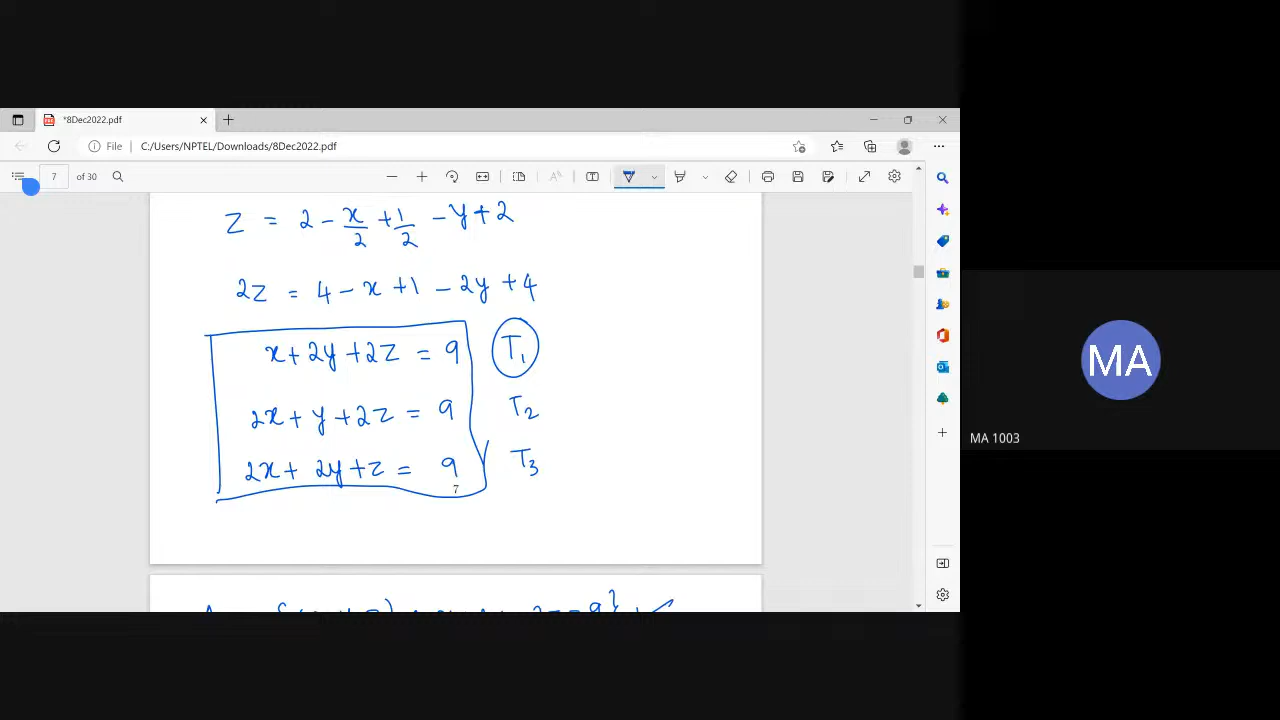 *8Dec2022.pdf
File C:/Users/NPTEL/Downloads/8Dec2022.pdf
7 of 30
z = 2 - x/2 + 1/2 - y + 2
2z = 4 - x + 1 - 2y + 4
x + 2y + 2z = 9 T₁
2x + y + 2z = 9 T₂
2x + 2y + z = 9 T₃
7
MA
MA 1003